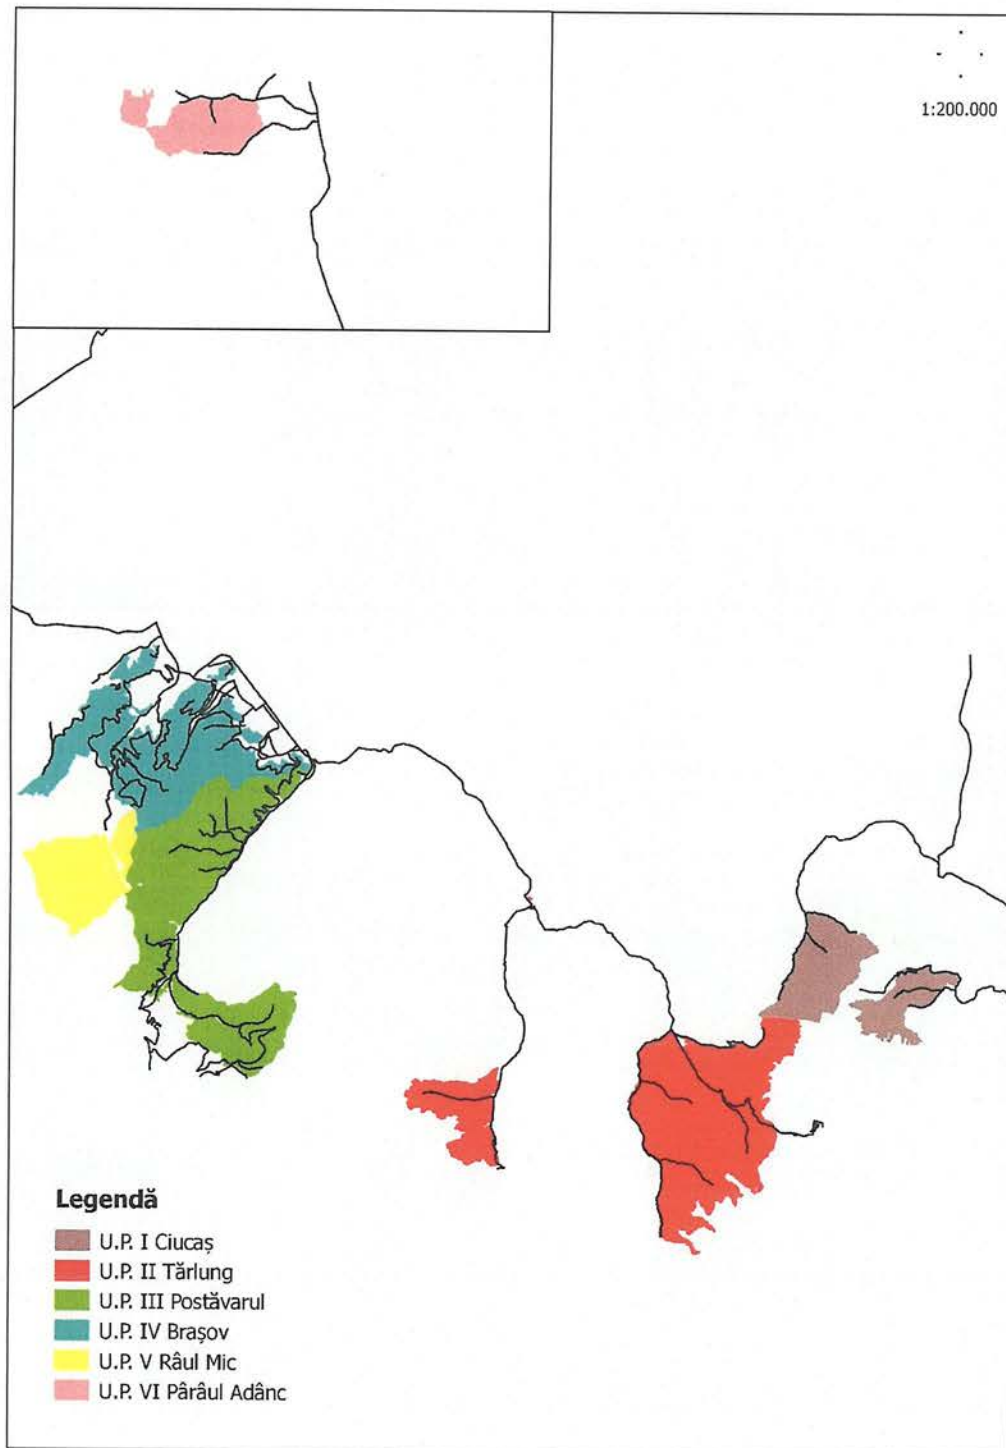 1:200.000
Legendă
U.P. I Ciucaș
U.P. II Tărlung
U.P. III Postăvarul
U.P. IV Brașov
U.P. V Râul Mic
U.P. VI Pârâul Adânc